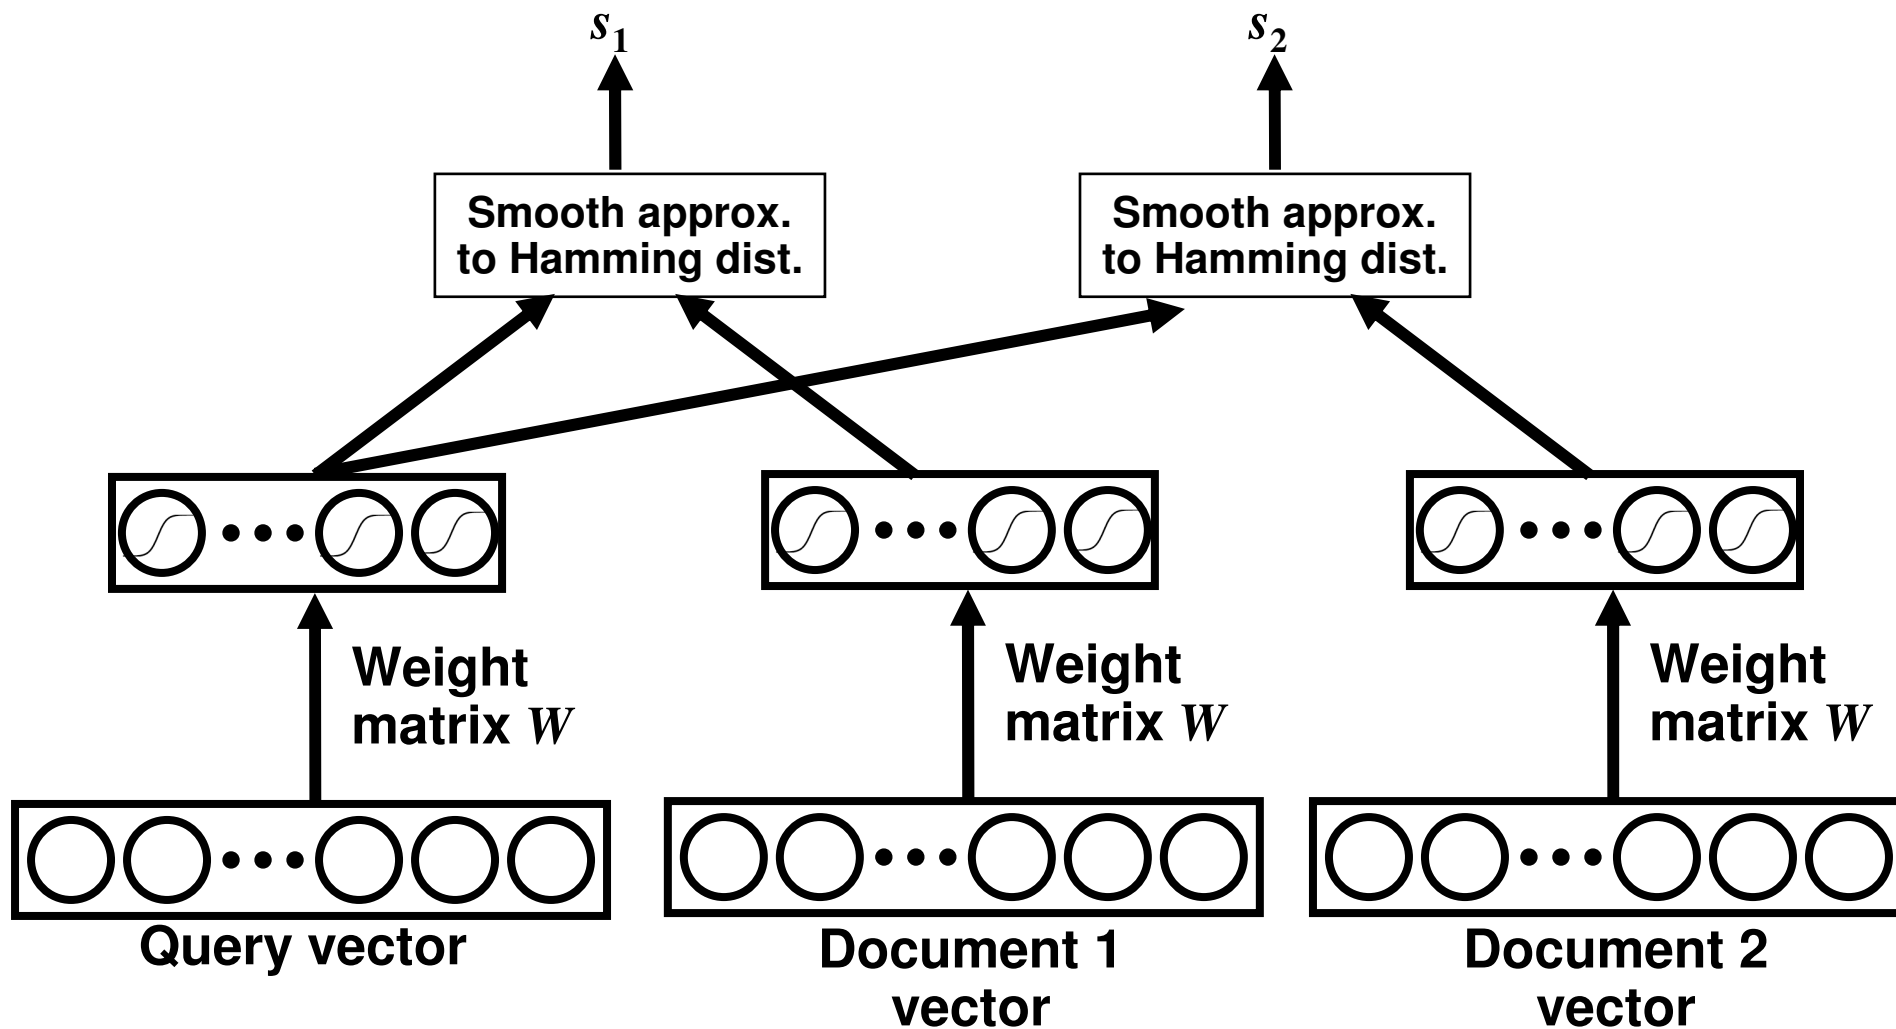 s1
s2
Smooth approx.
to Hamming dist.
Smooth approx.
to Hamming dist.
Weight
matrix W
Weight
matrix W
Weight
matrix W
Query vector
Document 1
vector
Document 2
vector